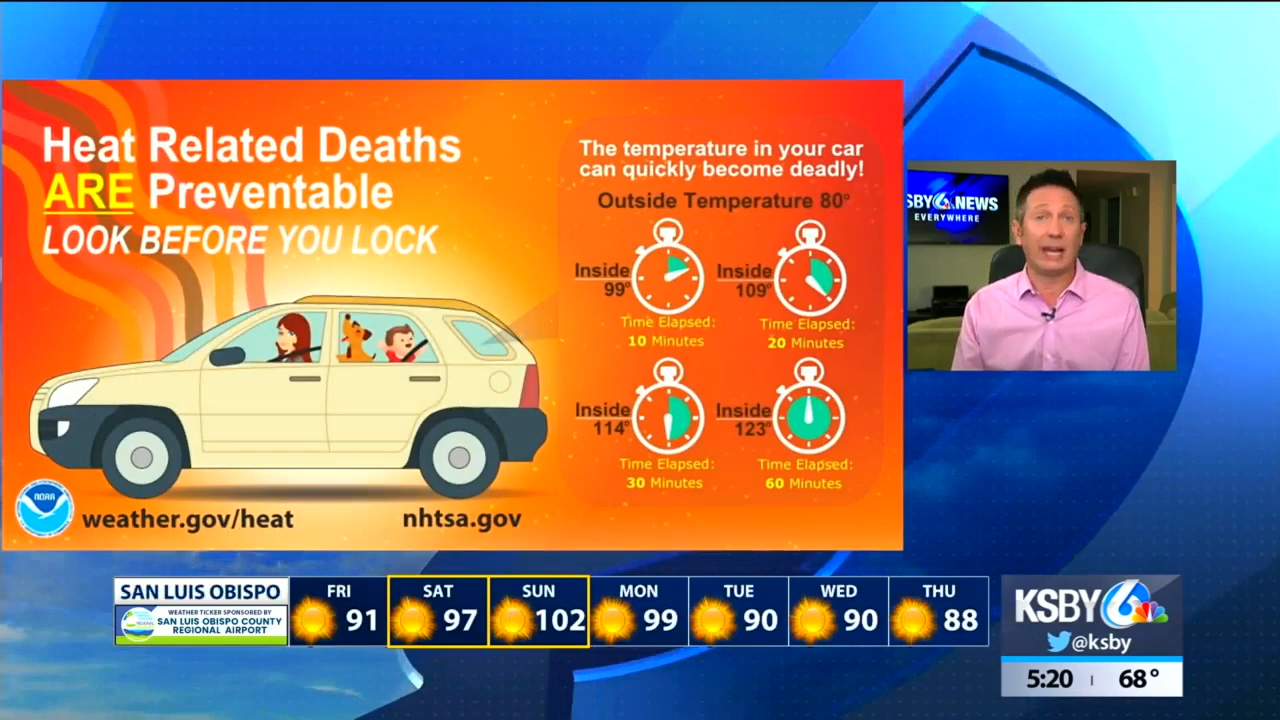 Heat Related Deaths
ARE Preventable
LOOK BEFORE YOU LOCK
The temperature in your car
can quickly become deadly!
Outside Temperature 80°
Inside
99°
Time Elapsed:
10 Minutes
Inside
109°
Time Elapsed:
20 Minutes
Inside
114°
Time Elapsed:
30 Minutes
Inside
123°
Time Elapsed:
60 Minutes
NOAA
weather.gov/heat
nhtsa.gov
SBY 6 NEWS
EVERYWHERE
SAN LUIS OBISPO
WEATHER TICKER SPONSORED BY
SAN LUIS OBISPO COUNTY
REGIONAL AIRPORT
FRI
91
SAT
97
SUN
102
MON
99
TUE
90
WED
90
THU
88
KSBY 6
@ksby
5:20
68°